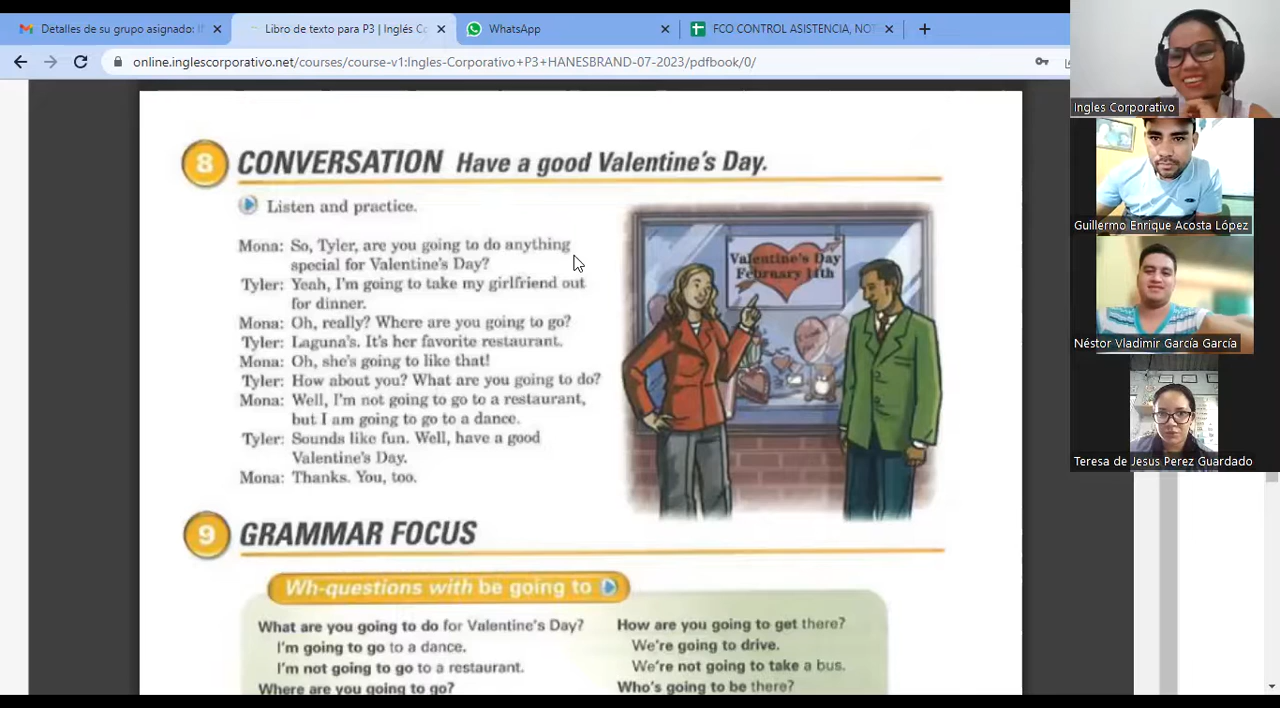 Detalles de su grupo asignado: I
Libro de texto para P3 | Inglés Co
WhatsApp
FCO CONTROL ASISTENCIA, NOT
online.inglescorporativo.net/courses/course-v1:Ingles-Corporativo+P3+HANESBRAND-07-2023/pdfbook/0/
8 CONVERSATION Have a good Valentine's Day.
Listen and practice.
Mona: So, Tyler, are you going to do anything
special for Valentine's Day?
Tyler: Yeah, I'm going to take my girlfriend out
for dinner.
Mona: Oh, really? Where are you going to go?
Tyler: Laguna's. It's her favorite restaurant.
Mona: Oh, she's going to like that!
Tyler: How about you? What are you going to do?
Mona: Well, I'm not going to go to a restaurant,
but I am going to go to a dance.
Tyler: Sounds like fun. Well, have a good
Valentine's Day.
Mona: Thanks. You, too.
Valentine's Day
February 14th
9 GRAMMAR FOCUS
Wh-questions with be going to
What are you going to do for Valentine's Day?
I'm going to go to a dance.
I'm not going to go to a restaurant.
Where are you going to go?
How are you going to get there?
We're going to drive.
We're not going to take a bus.
Who's going to be there?
Ingles Corporativo
Guillermo Enrique Acosta López
Néstor Vladimir García García
Teresa de Jesus Perez Guardado